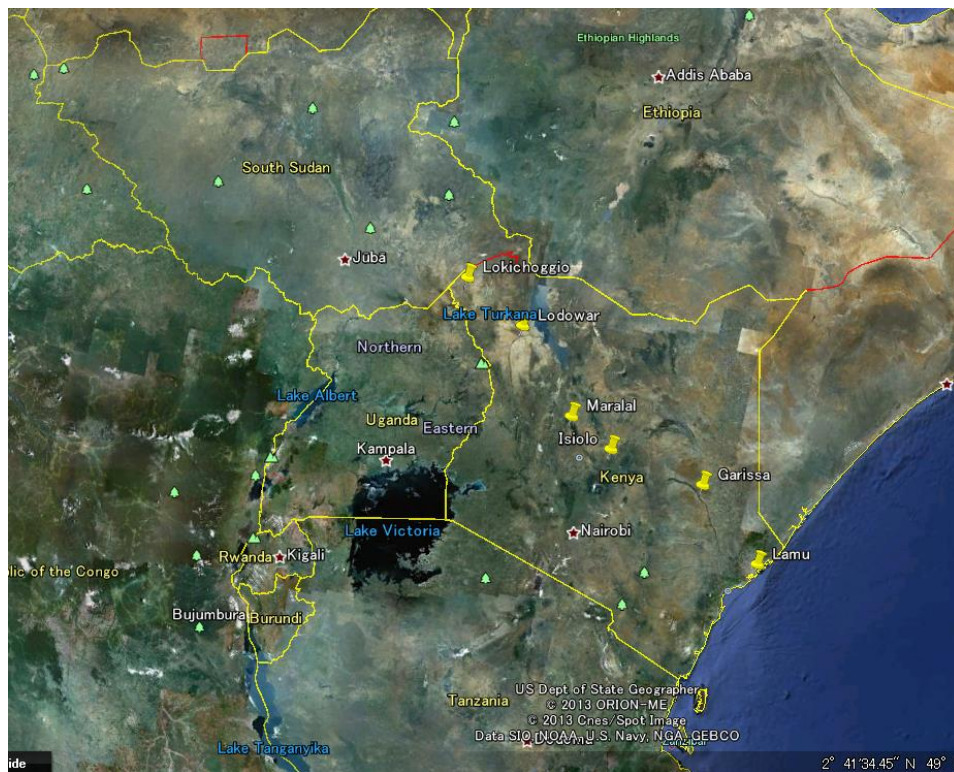 Ethiopian Highlands
Addis Ababa
Ethiopia
South Sudan
Juba
Lokichoggio
Lake Turkana
Lodowar
Northern
Lake Albert
Maralal
Uganda
Eastern
Isiolo
Kampala
Kenya
Garissa
Lake Victoria
Nairobi
Rwanda
Kigali
Lamu
lic of the Congo
Bujumbura
Burundi
US Dept of State Geographer
Tanzania
© 2013 ORION-ME
© 2013 Cnes/Spot Image
Data SIO, NOAA, U.S. Navy, NGA, GEBCO
Zanzibar
Lake Tanganyika
ide
2° 41'34.45" N 49°